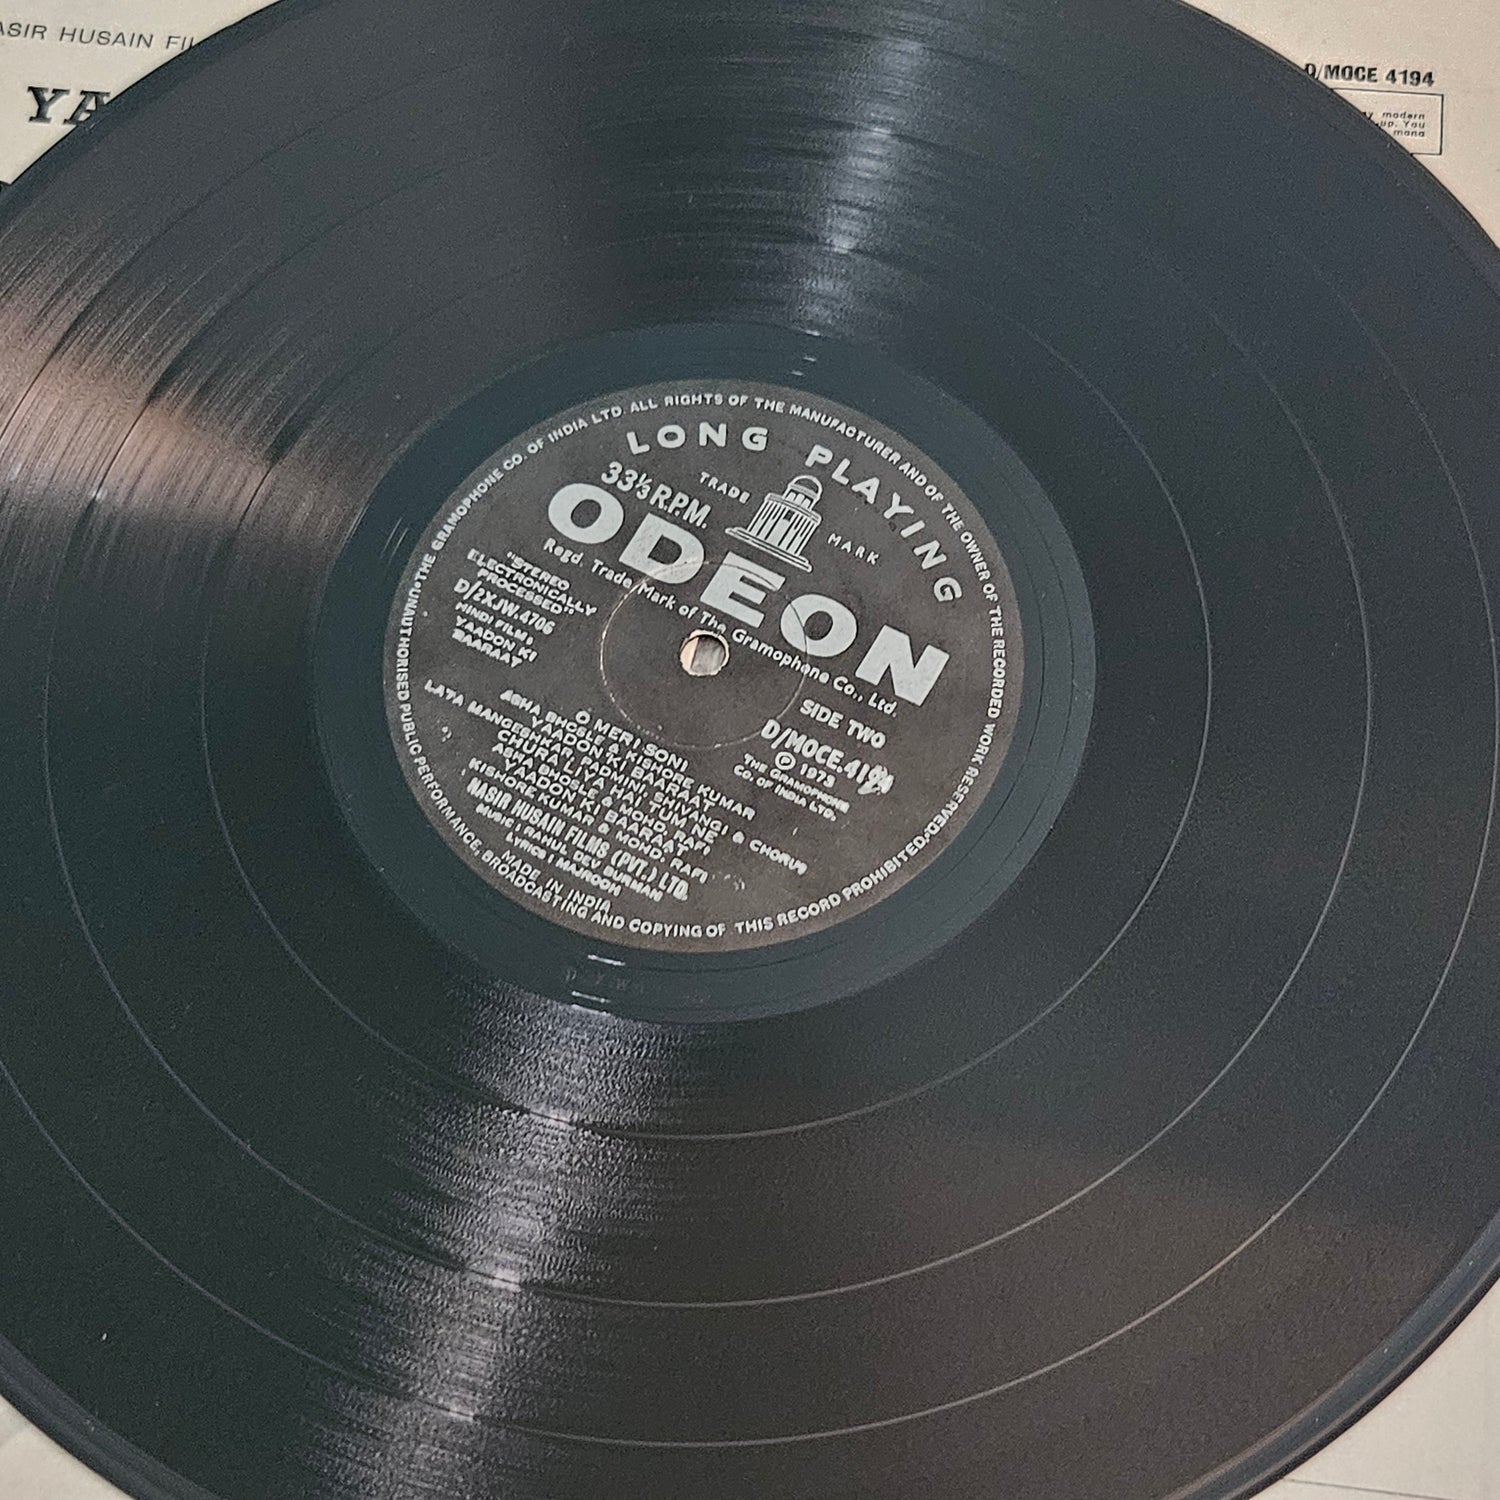 ASIR HUSAIN FIL
YA
D/MOCE 4194
modern
up. You
mana
THE GRAMOPHONE CO. OF INDIA LTD. ALL RIGHTS OF THE MANUFACTURER AND OF THE OWNER OF THE RECORDED WORK RESERVED. UNAUTHORISED PUBLIC PERFORMANCE, BROADCASTING AND COPYING OF THIS RECORD PROHIBITED.
LONG PLAYING
33⅓ R.P.M.
TRADE MARK
ODEON
Regd. Trade Mark of The Gramophone Co., Ltd.
"STEREO
ELECTRONICALLY
PROCESSED"
D/2XJW.4706
HINDI FILM:
YAADON KI
BAARAAT
SIDE TWO
D/MOCE.4194
℗ 1973
THE GRAMOPHONE
CO. OF INDIA LTD.
O MERI SONI
ASHA BHOSLE & KISHORE KUMAR
YAADON KI BAARAAT
LATA MANGESHKAR, PADMINI, SHIVANGI & CHORUS
CHURA LIYA HAI TUM NE
ASHA BHOSLE & MOHD. RAFI
YAADON KI BAARAAT
KISHORE KUMAR & MOHD. RAFI
NASIR HUSAIN FILMS (PVT.) LTD.
MUSIC: RAHUL DEV BURMAN
LYRICS: MAJROOH
MADE IN INDIA